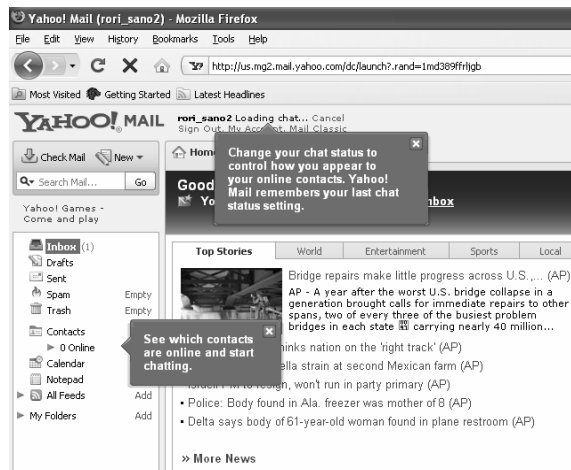 Yahoo! Mail (rori_sano2) - Mozilla Firefox
File Edit View History Bookmarks Tools Help
http://us.mg2.mail.yahoo.com/dc/launch?.rand=1md389ffrljgb
Most Visited Getting Started Latest Headlines
YAHOO! MAIL
rori_sano2 Loading chat... Cancel
Sign Out, My Account, Mail Classic
Check Mail New
Search Mail... Go
Yahoo! Games -
Come and play
Inbox (1)
Drafts
Sent
Spam Empty
Trash Empty
Contacts
0 Online
Calendar
Notepad
All Feeds Add
My Folders Add
Home
Good
Change your chat status to
control how you appear to
your online contacts. Yahoo!
Mail remembers your last chat
status setting.
Yo nbox
See which contacts
are online and start
chatting.
Top Stories World Entertainment Sports Local
Bridge repairs make little progress across U.S.,... (AP)
AP - A year after the worst U.S. bridge collapse in a
generation brought calls for immediate repairs to other
spans, two of every three of the busiest problem
bridges in each state carrying nearly 40 million...
inks nation on the 'right track' (AP)
ella strain at second Mexican farm (AP)
Israeli PM to resign, won't run in party primary (AP)
• Police: Body found in Ala. freezer was mother of 8 (AP)
• Delta says body of 61-year-old woman found in plane restroom (AP)
» More News